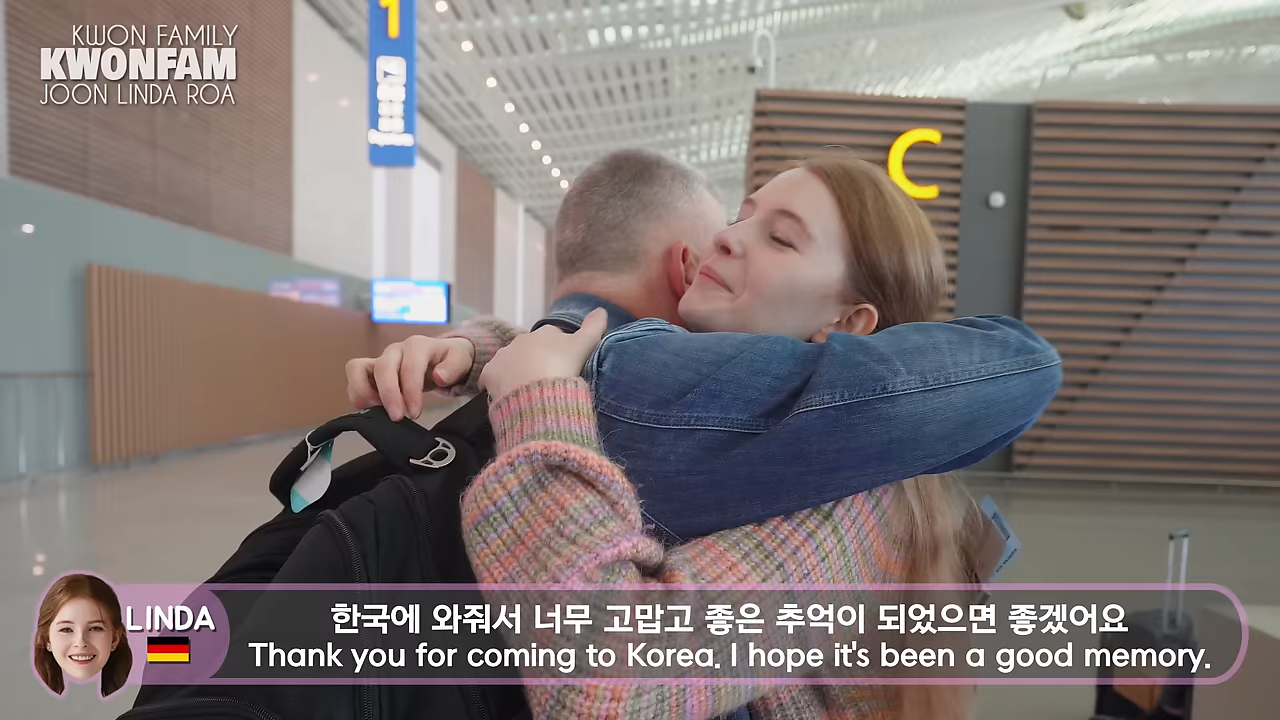 KWON FAMILY
KWONFAM
JOON LINDA ROA
1
C
LINDA
한국에 와줘서 너무 고맙고 좋은 추억이 되었으면 좋겠어요
Thank you for coming to Korea. I hope it's been a good memory.